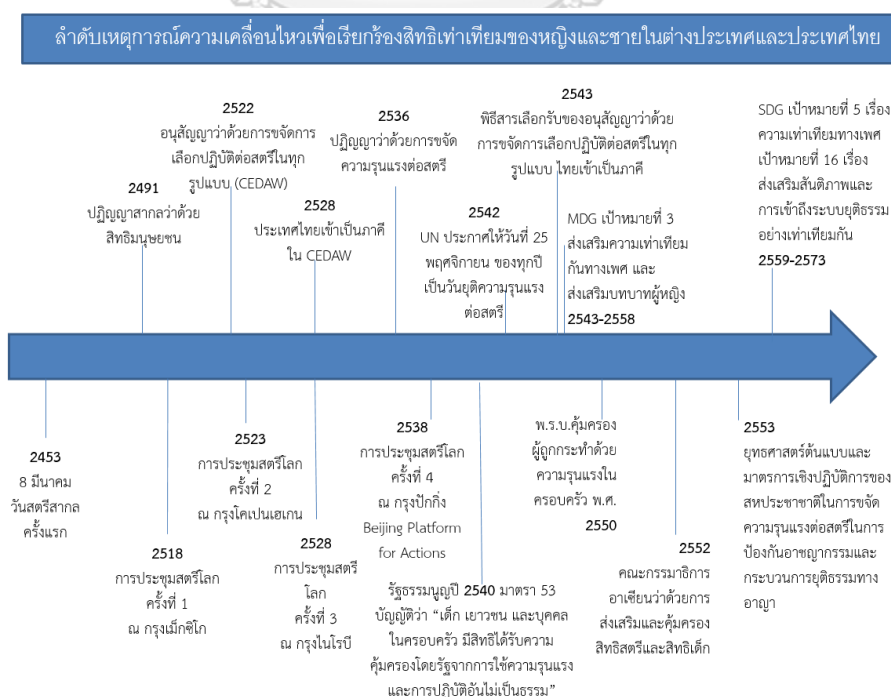 ลำดับเหตุการณ์ความเคลื่อนไหวเพื่อเรียกร้องสิทธิเท่าเทียมของหญิงและชายในต่างประเทศและประเทศไทย
2491
ปฏิญญาสากลว่าด้วย
สิทธิมนุษยชน
2522
อนุสัญญาว่าด้วยการขจัดการ
เลือกปฏิบัติต่อสตรีในทุก
รูปแบบ (CEDAW)
2528
ประเทศไทยเข้าเป็นภาคี
ใน CEDAW
2536
ปฏิญญาว่าด้วยการขจัด
ความรุนแรงต่อสตรี
2542
UN ประกาศให้วันที่ 25
พฤศจิกายน ของทุกปี
เป็นวันยุติความรุนแรง
ต่อสตรี
2543
พิธีสารเลือกรับของอนุสัญญาว่าด้วย
การขจัดการเลือกปฏิบัติต่อสตรีในทุก
รูปแบบ ไทยเข้าเป็นภาคี
MDG เป้าหมายที่ 3
ส่งเสริมความเท่าเทียม
กันทางเพศ และ
ส่งเสริมบทบาทผู้หญิง
2543-2558
SDG เป้าหมายที่ 5 เรื่อง
ความเท่าเทียมทางเพศ
เป้าหมายที่ 16 เรื่อง
ส่งเสริมสันติภาพและ
การเข้าถึงระบบยุติธรรม
อย่างเท่าเทียมกัน
2559-2573
2453
8 มีนาคม
วันสตรีสากล
ครั้งแรก
2518
การประชุมสตรีโลก
ครั้งที่ 1
ณ กรุงเม็กซิโก
2523
การประชุมสตรีโลก
ครั้งที่ 2
ณ กรุงโคเปนเฮเกน
2528
การประชุมสตรี
โลก
ครั้งที่ 3
ณ กรุงไนโรบี
2538
การประชุมสตรีโลก
ครั้งที่ 4
ณ กรุงปักกิ่ง
Beijing Platform
for Actions
รัฐธรรมนูญปี 2540 มาตรา 53
บัญญัติว่า “เด็ก เยาวชน และบุคคล
ในครอบครัว มีสิทธิได้รับความ
คุ้มครองโดยรัฐจากการใช้ความรุนแรง
และการปฏิบัติอันไม่เป็นธรรม”
พ.ร.บ.คุ้มครอง
ผู้ถูกกระทำด้วย
ความรุนแรงใน
ครอบครัว พ.ศ.
2550
2552
คณะกรรมาธิการ
อาเซียนว่าด้วยการ
ส่งเสริมและคุ้มครอง
สิทธิสตรีและสิทธิเด็ก
2553
ยุทธศาสตร์ต้นแบบและ
มาตรการเชิงปฏิบัติการของ
สหประชาชาติในการขจัด
ความรุนแรงต่อสตรีในการ
ป้องกันอาชญากรรมและ
กระบวนการยุติธรรมทาง
อาญา